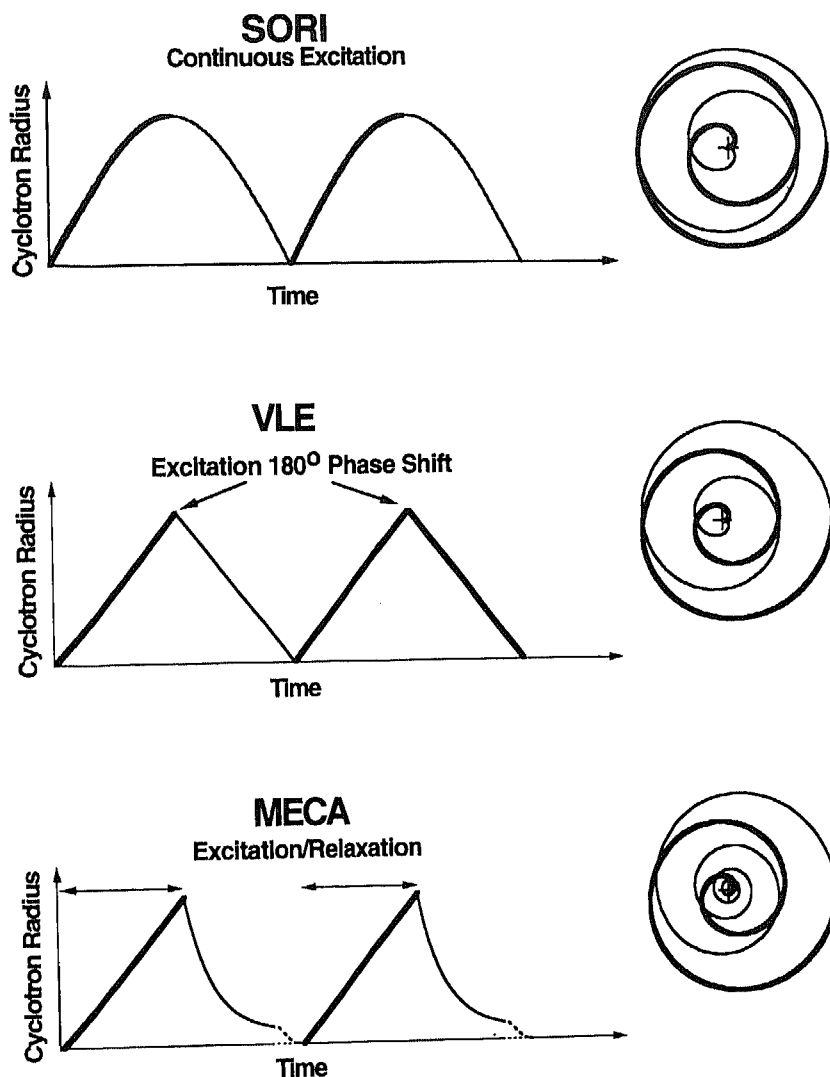 SORI
Continuous Excitation
Cyclotron Radius
Time
VLE
Excitation 180º Phase Shift
Cyclotron Radius
Time
MECA
Excitation/Relaxation
Cyclotron Radius
Time